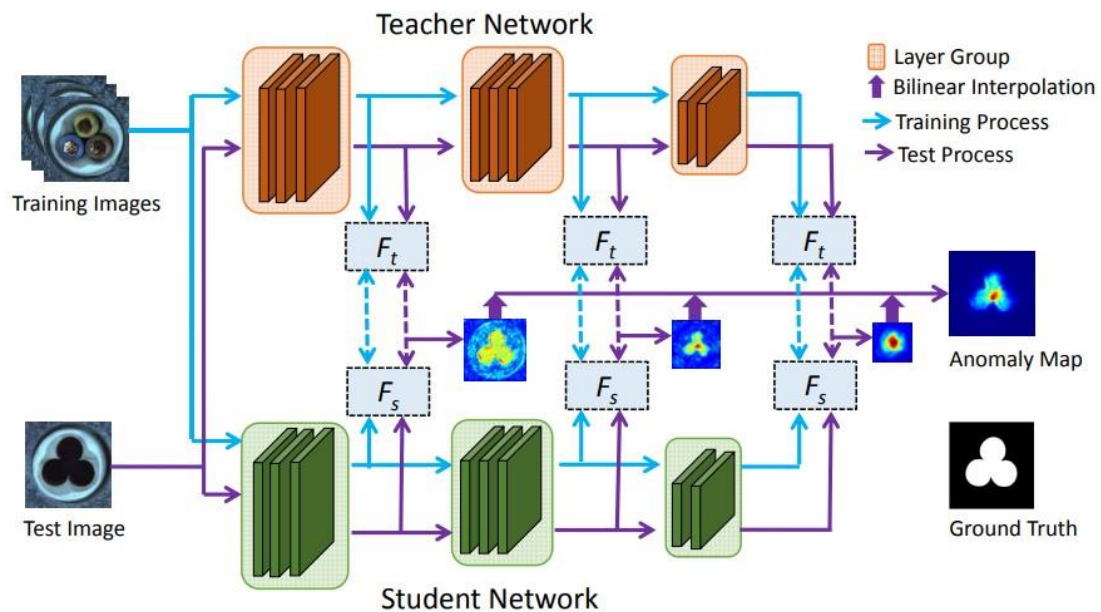 Teacher Network
Layer Group
Bilinear Interpolation
Training Process
Test Process
Training Images
F_t
F_t
F_t
Anomaly Map
F_s
F_s
F_s
Test Image
Ground Truth
Student Network